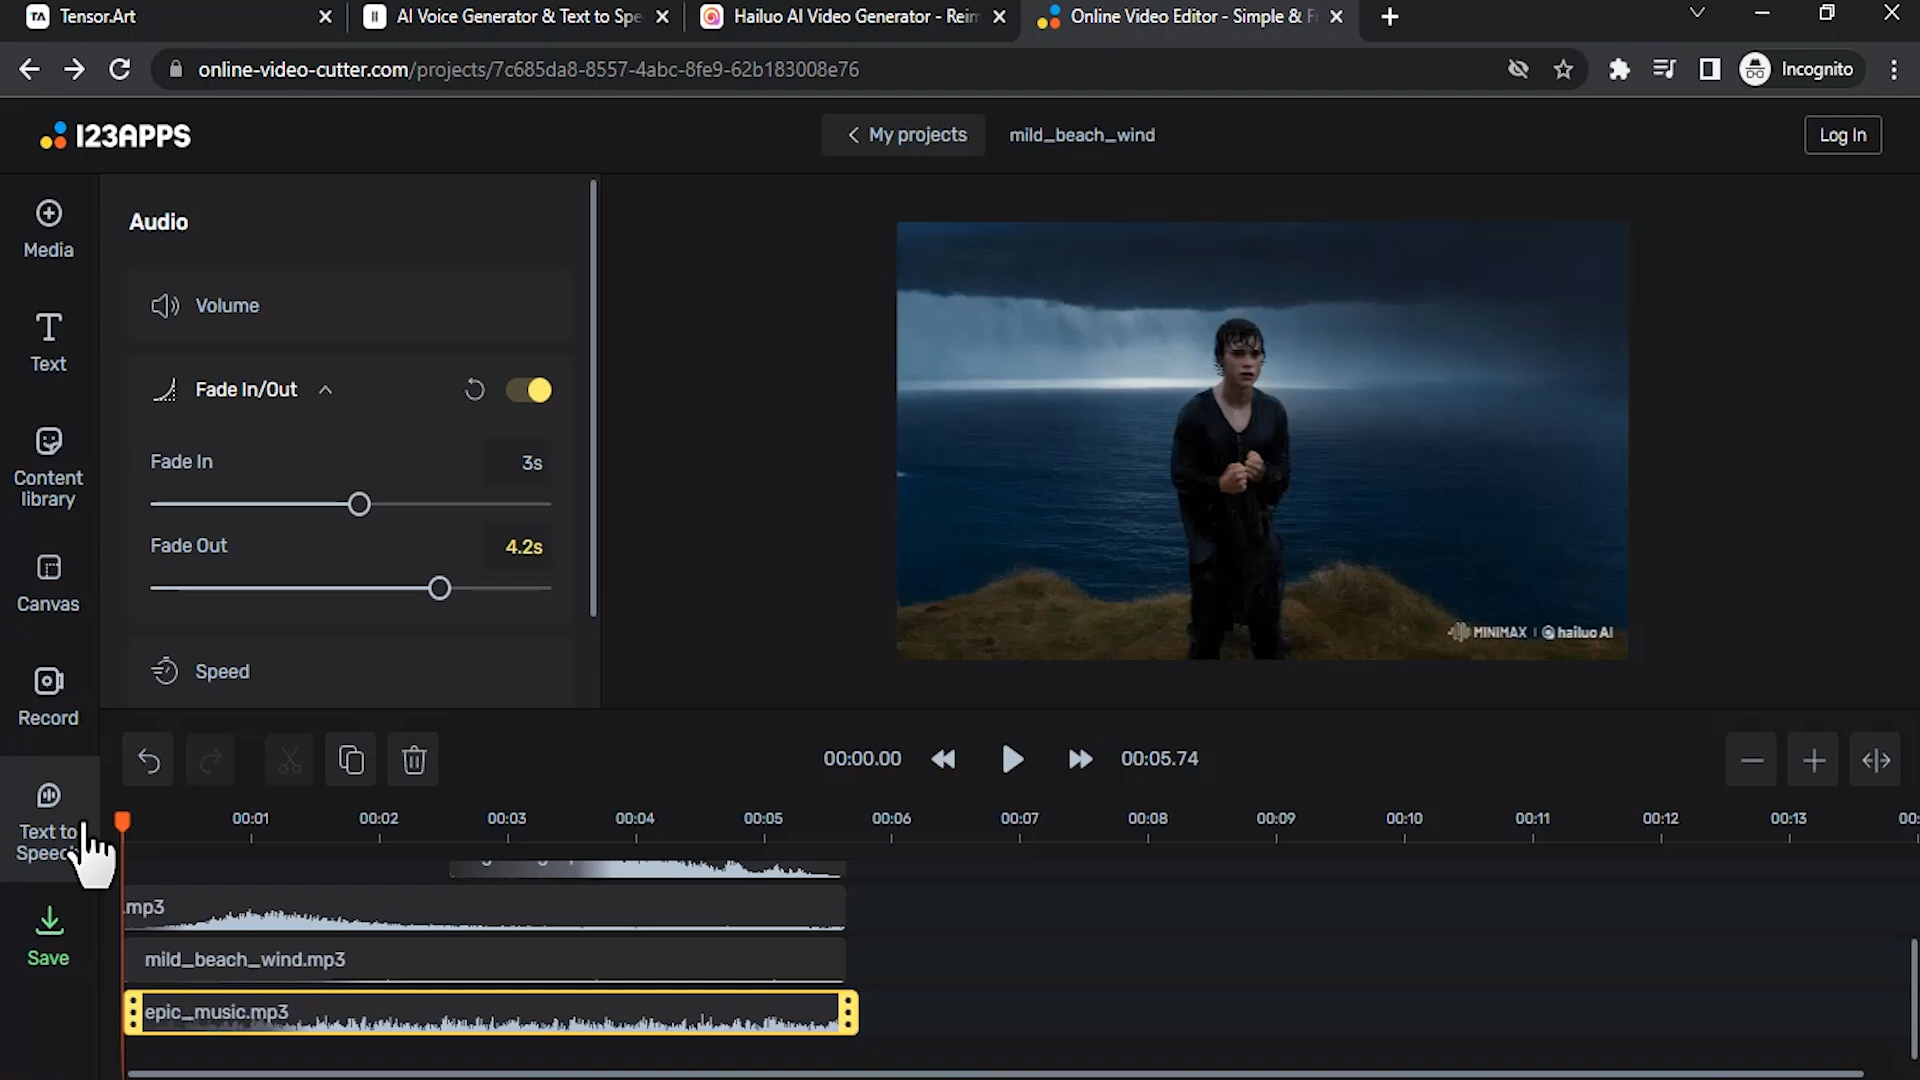 Tensor.Art
AI Voice Generator & Text to Spe
Hailuo AI Video Generator - Rein
Online Video Editor - Simple & F
online-video-cutter.com/projects/7c685da8-8557-4abc-8fe9-62b183008e76
Incognito
123APPS
My projects
mild_beach_wind
Log In
Media
Text
Content
library
Canvas
Record
Text to
Speech
Save
Audio
Volume
Fade In/Out
Fade In
3s
Fade Out
4.2s
Speed
MINIMAX | hailuo AI
00:00.00
00:05.74
00:01
00:02
00:03
00:04
00:05
00:06
00:07
00:08
00:09
00:10
00:11
00:12
00:13
00:
.mp3
mild_beach_wind.mp3
epic_music.mp3